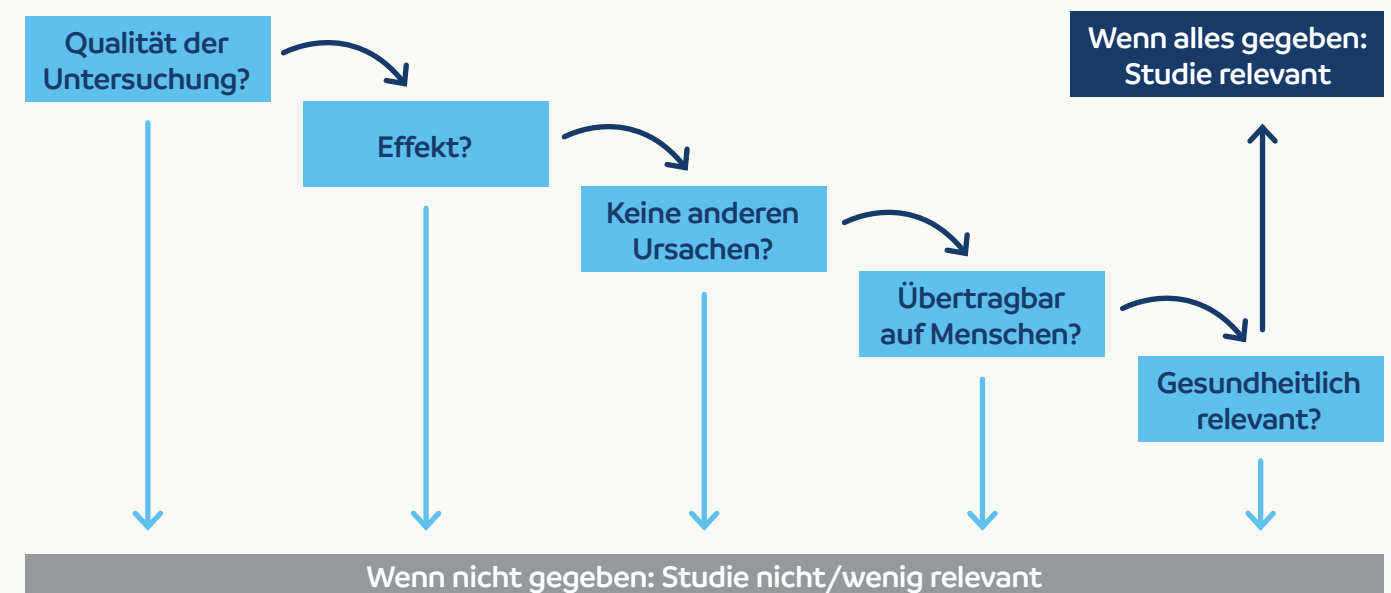 Qualität der
Untersuchung?
Wenn alles gegeben:
Studie relevant
Effekt?
Keine anderen
Ursachen?
Übertragbar
auf Menschen?
Gesundheitlich
relevant?
Wenn nicht gegeben: Studie nicht/wenig relevant